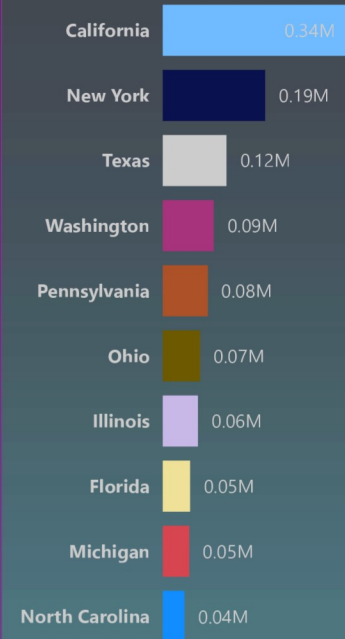 California 0.34M
New York 0.19M
Texas 0.12M
Washington 0.09M
Pennsylvania 0.08M
Ohio 0.07M
Illinois 0.06M
Florida 0.05M
Michigan 0.05M
North Carolina 0.04M